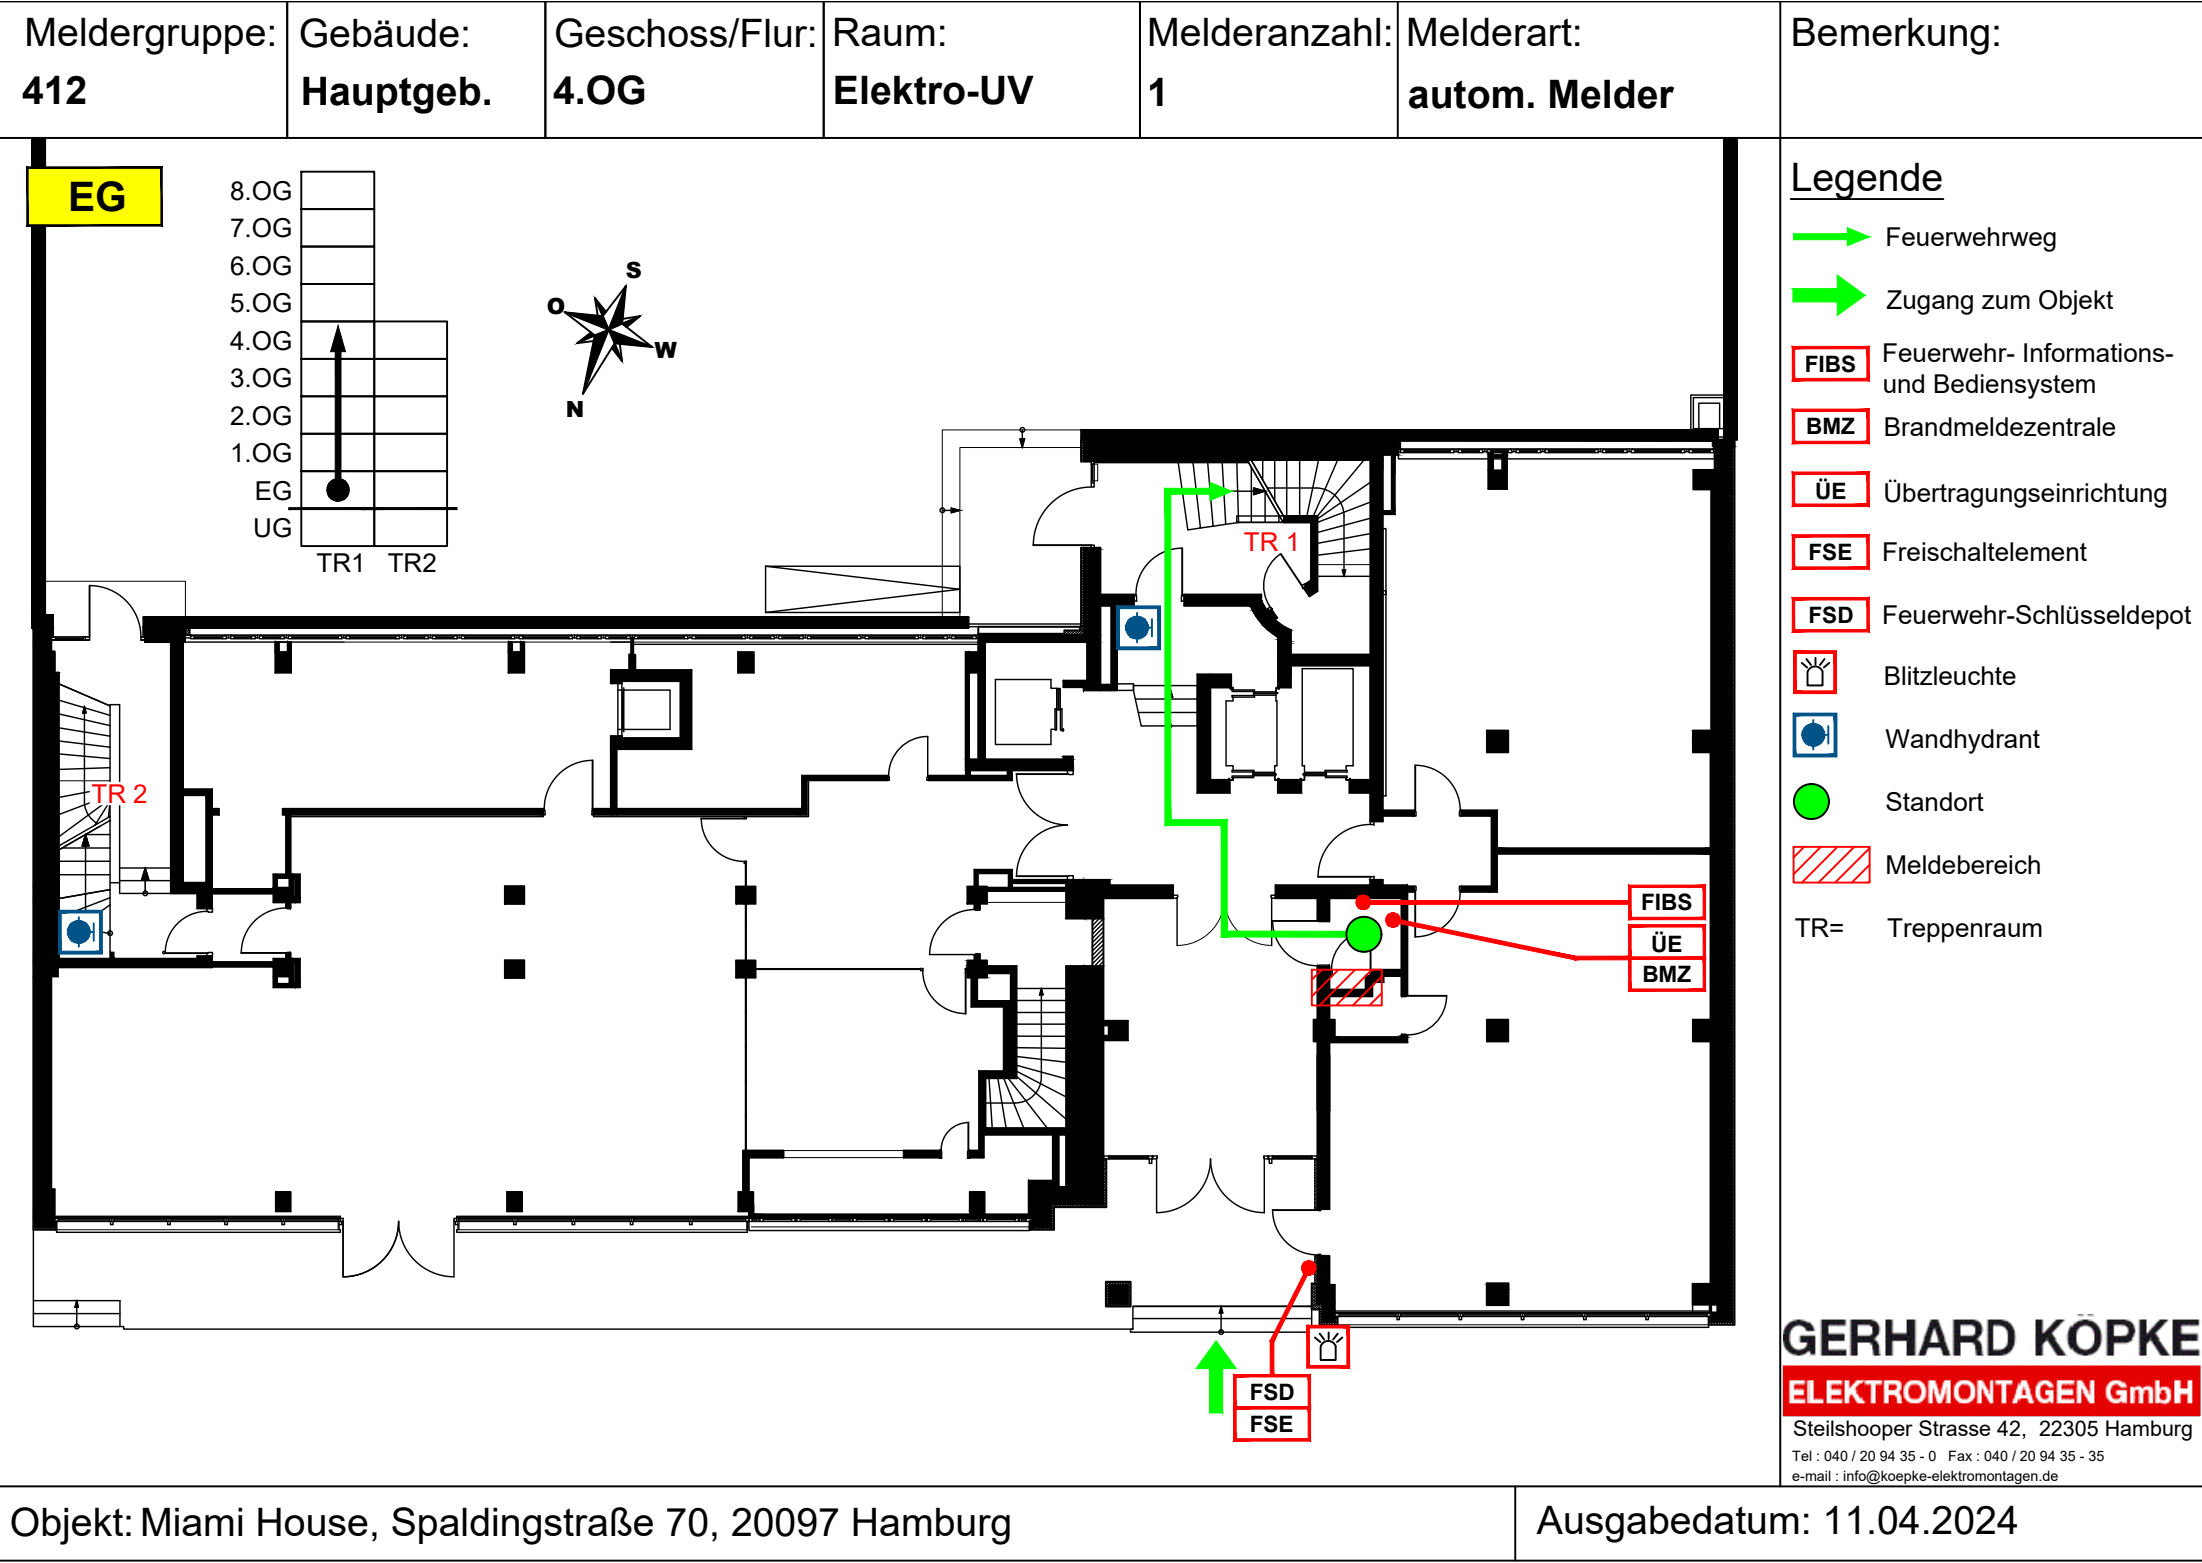 Meldergruppe: Gebäude: Geschoss/Flur: Raum: Melderanzahl: Melderart: Bemerkung:
412 Hauptgeb. 4.OG Elektro-UV 1 autom. Melder
EG
8.OG
7.OG
6.OG
5.OG
4.OG
3.OG
2.OG
1.OG
EG
UG
TR1 TR2
S
O
W
N
TR 1
TR 2
FIBS
ÜE
BMZ
FSD
FSE
Legende
Feuerwehrweg
Zugang zum Objekt
FIBS Feuerwehr- Informations-
und Bediensystem
BMZ Brandmeldezentrale
ÜE Übertragungseinrichtung
FSE Freischaltelement
FSD Feuerwehr-Schlüsseldepot
Blitzleuchte
Wandhydrant
Standort
Meldebereich
TR= Treppenraum
GERHARD KÖPKE
ELEKTROMONTAGEN GmbH
Steilshooper Strasse 42, 22305 Hamburg
Tel : 040 / 20 94 35 - 0 Fax : 040 / 20 94 35 - 35
e-mail : info@koepke-elektromontagen.de
Objekt: Miami House, Spaldingstraße 70, 20097 Hamburg
Ausgabedatum: 11.04.2024